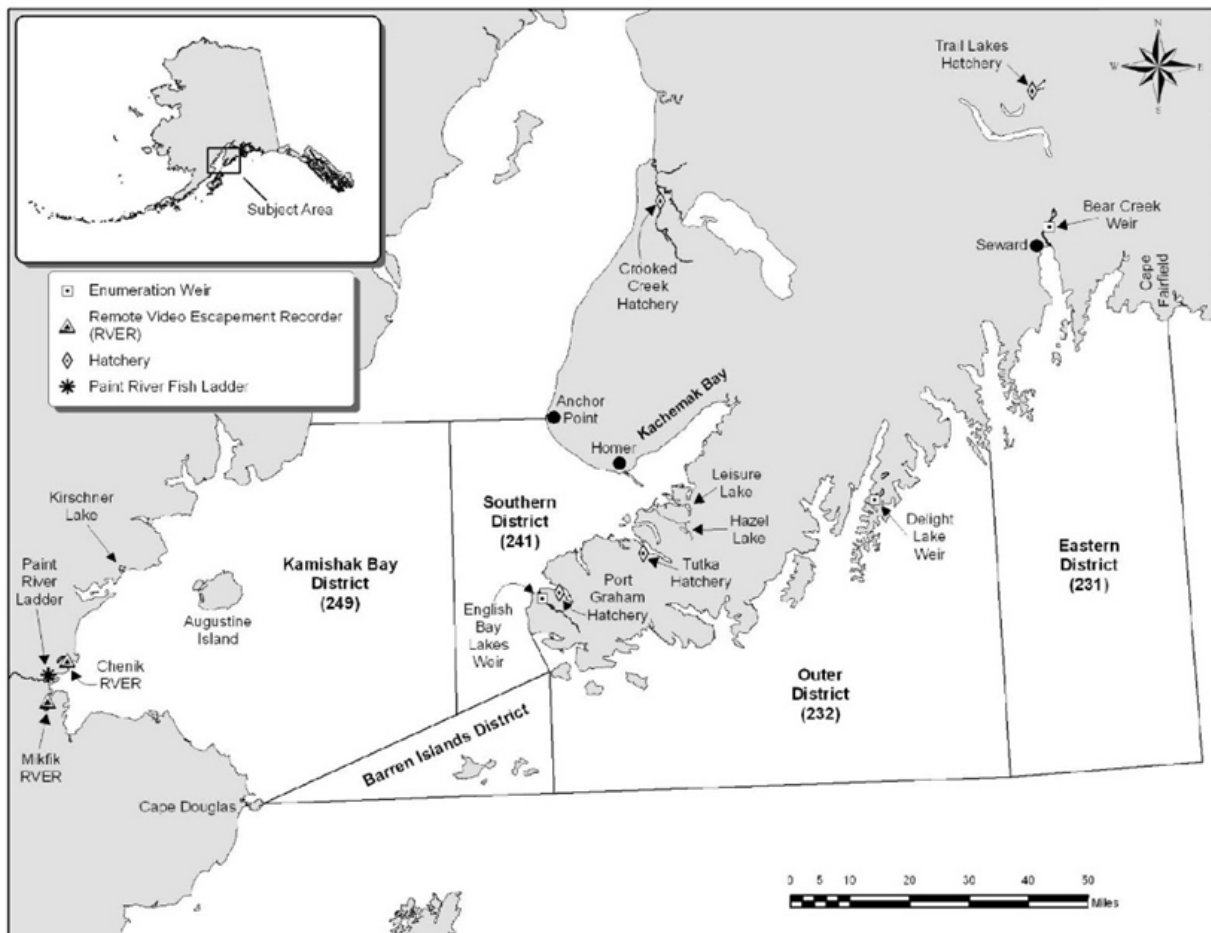 Subject Area
Enumeration Weir
Remote Video Escapement Recorder
(RVER)
Hatchery
Paint River Fish Ladder
N
W
E
S
Trail Lakes
Hatchery
Bear Creek
Weir
Seward
Cape
Fairfield
Crooked
Creek
Hatchery
Anchor
Point
Kachemak Bay
Homer
Leisure
Lake
Hazel
Lake
Tutka
Hatchery
Port
Graham
Hatchery
English
Bay
Lakes
Weir
Delight
Lake
Weir
Southern
District
(241)
Kamishak Bay
District
(249)
Eastern
District
(231)
Outer
District
(232)
Barren Islands District
Kirschner
Lake
Paint
River
Ladder
Augustine
Island
Chenik
RVER
Mikfik
RVER
Cape Douglas
0 5 10 20 30 40 50
Miles